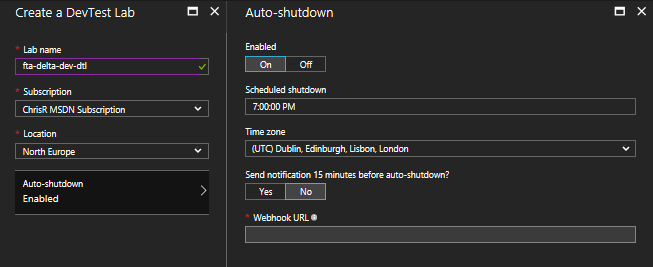 Create a DevTest Lab
* Lab name
fta-delta-dev-dtl
* Subscription
ChrisR MSDN Subscription
* Location
North Europe
Auto-shutdown
Enabled
Auto-shutdown
Enabled
On Off
Scheduled shutdown
7:00:00 PM
Time zone
(UTC) Dublin, Edinburgh, Lisbon, London
Send notification 15 minutes before auto-shutdown?
Yes No
* Webhook URL